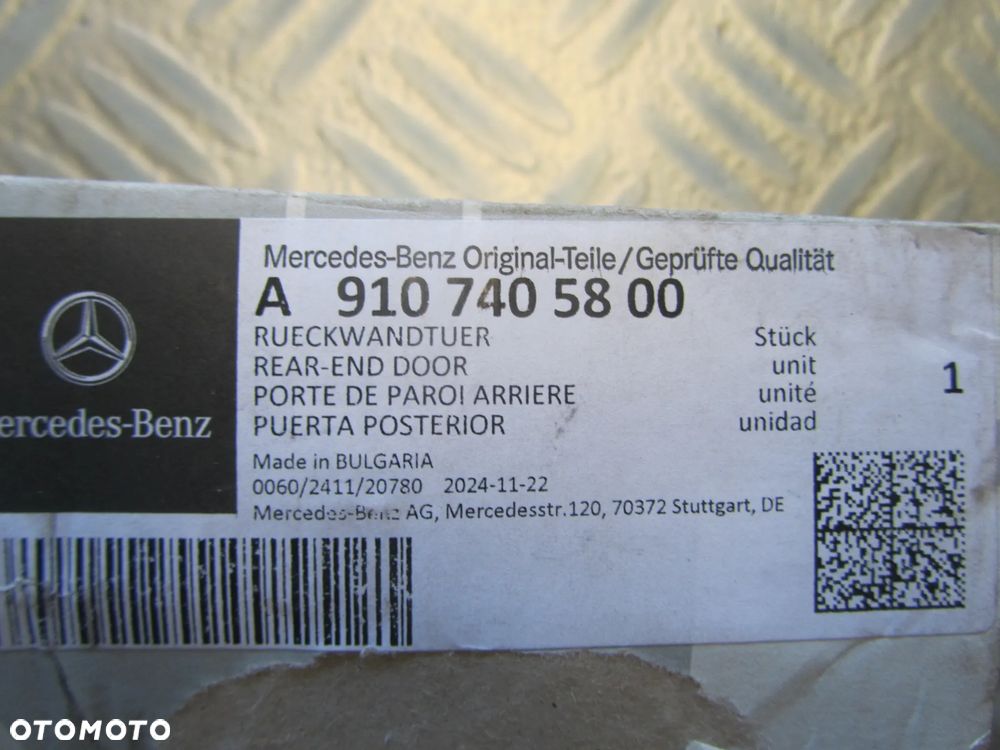 Mercedes-Benz Original-Teile/Geprüfte Qualität
A 910 740 58 00
RUECKWANDTUER Stück
REAR-END DOOR unit 1
PORTE DE PAROI ARRIERE unité
PUERTA POSTERIOR unidad
ercedes-Benz
Made in BULGARIA
0060/2411/20780 2024-11-22
Mercedes-Benz AG, Mercedesstr.120, 70372 Stuttgart, DE
OTOMOTO